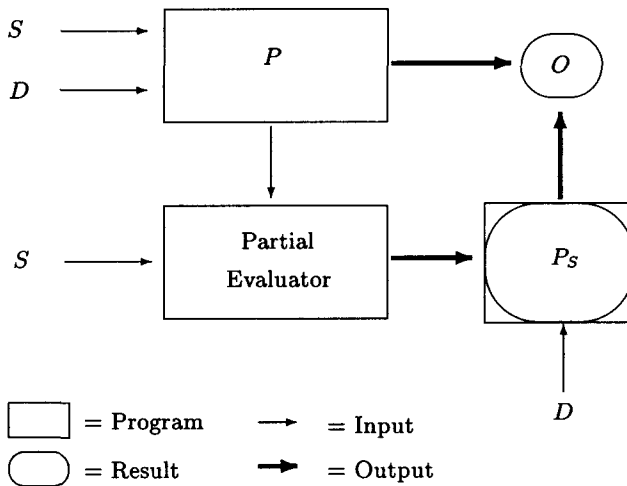 S
P
O
D
Partial
Evaluator
S
P_S
D
= Program
= Input
= Result
= Output